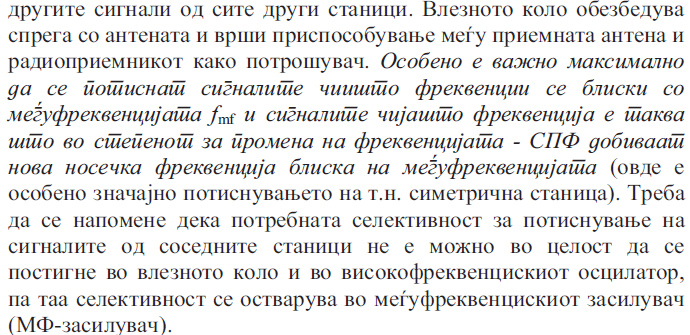 другите сигнали од сите други станици. Влезното коло обезбедува
спрега со антената и врши приспособување меѓу приемната антена и
радиоприемникот како потрошувач. Особено е важно максимално
да се потиснат сигналите чиишто фреквенции се блиски со
меѓуфреквенцијата fmf и сигналите чијашто фреквенција е таква
што во степенот за промена на фреквенцијата - СПФ добиваат
нова носечка фреквенција блиска на меѓуфреквенцијата (овде е
особено значајно потиснувањето на т.н. симетрична станица). Треба
да се напомене дека потребната селективност за потиснување на
сигналите од соседните станици не е можно во целост да се
постигне во влезното коло и во високофреквенцискиот осцилатор,
па таа селективност се остварува во меѓуфреквенцискиот засилувач
(МФ-засилувач).